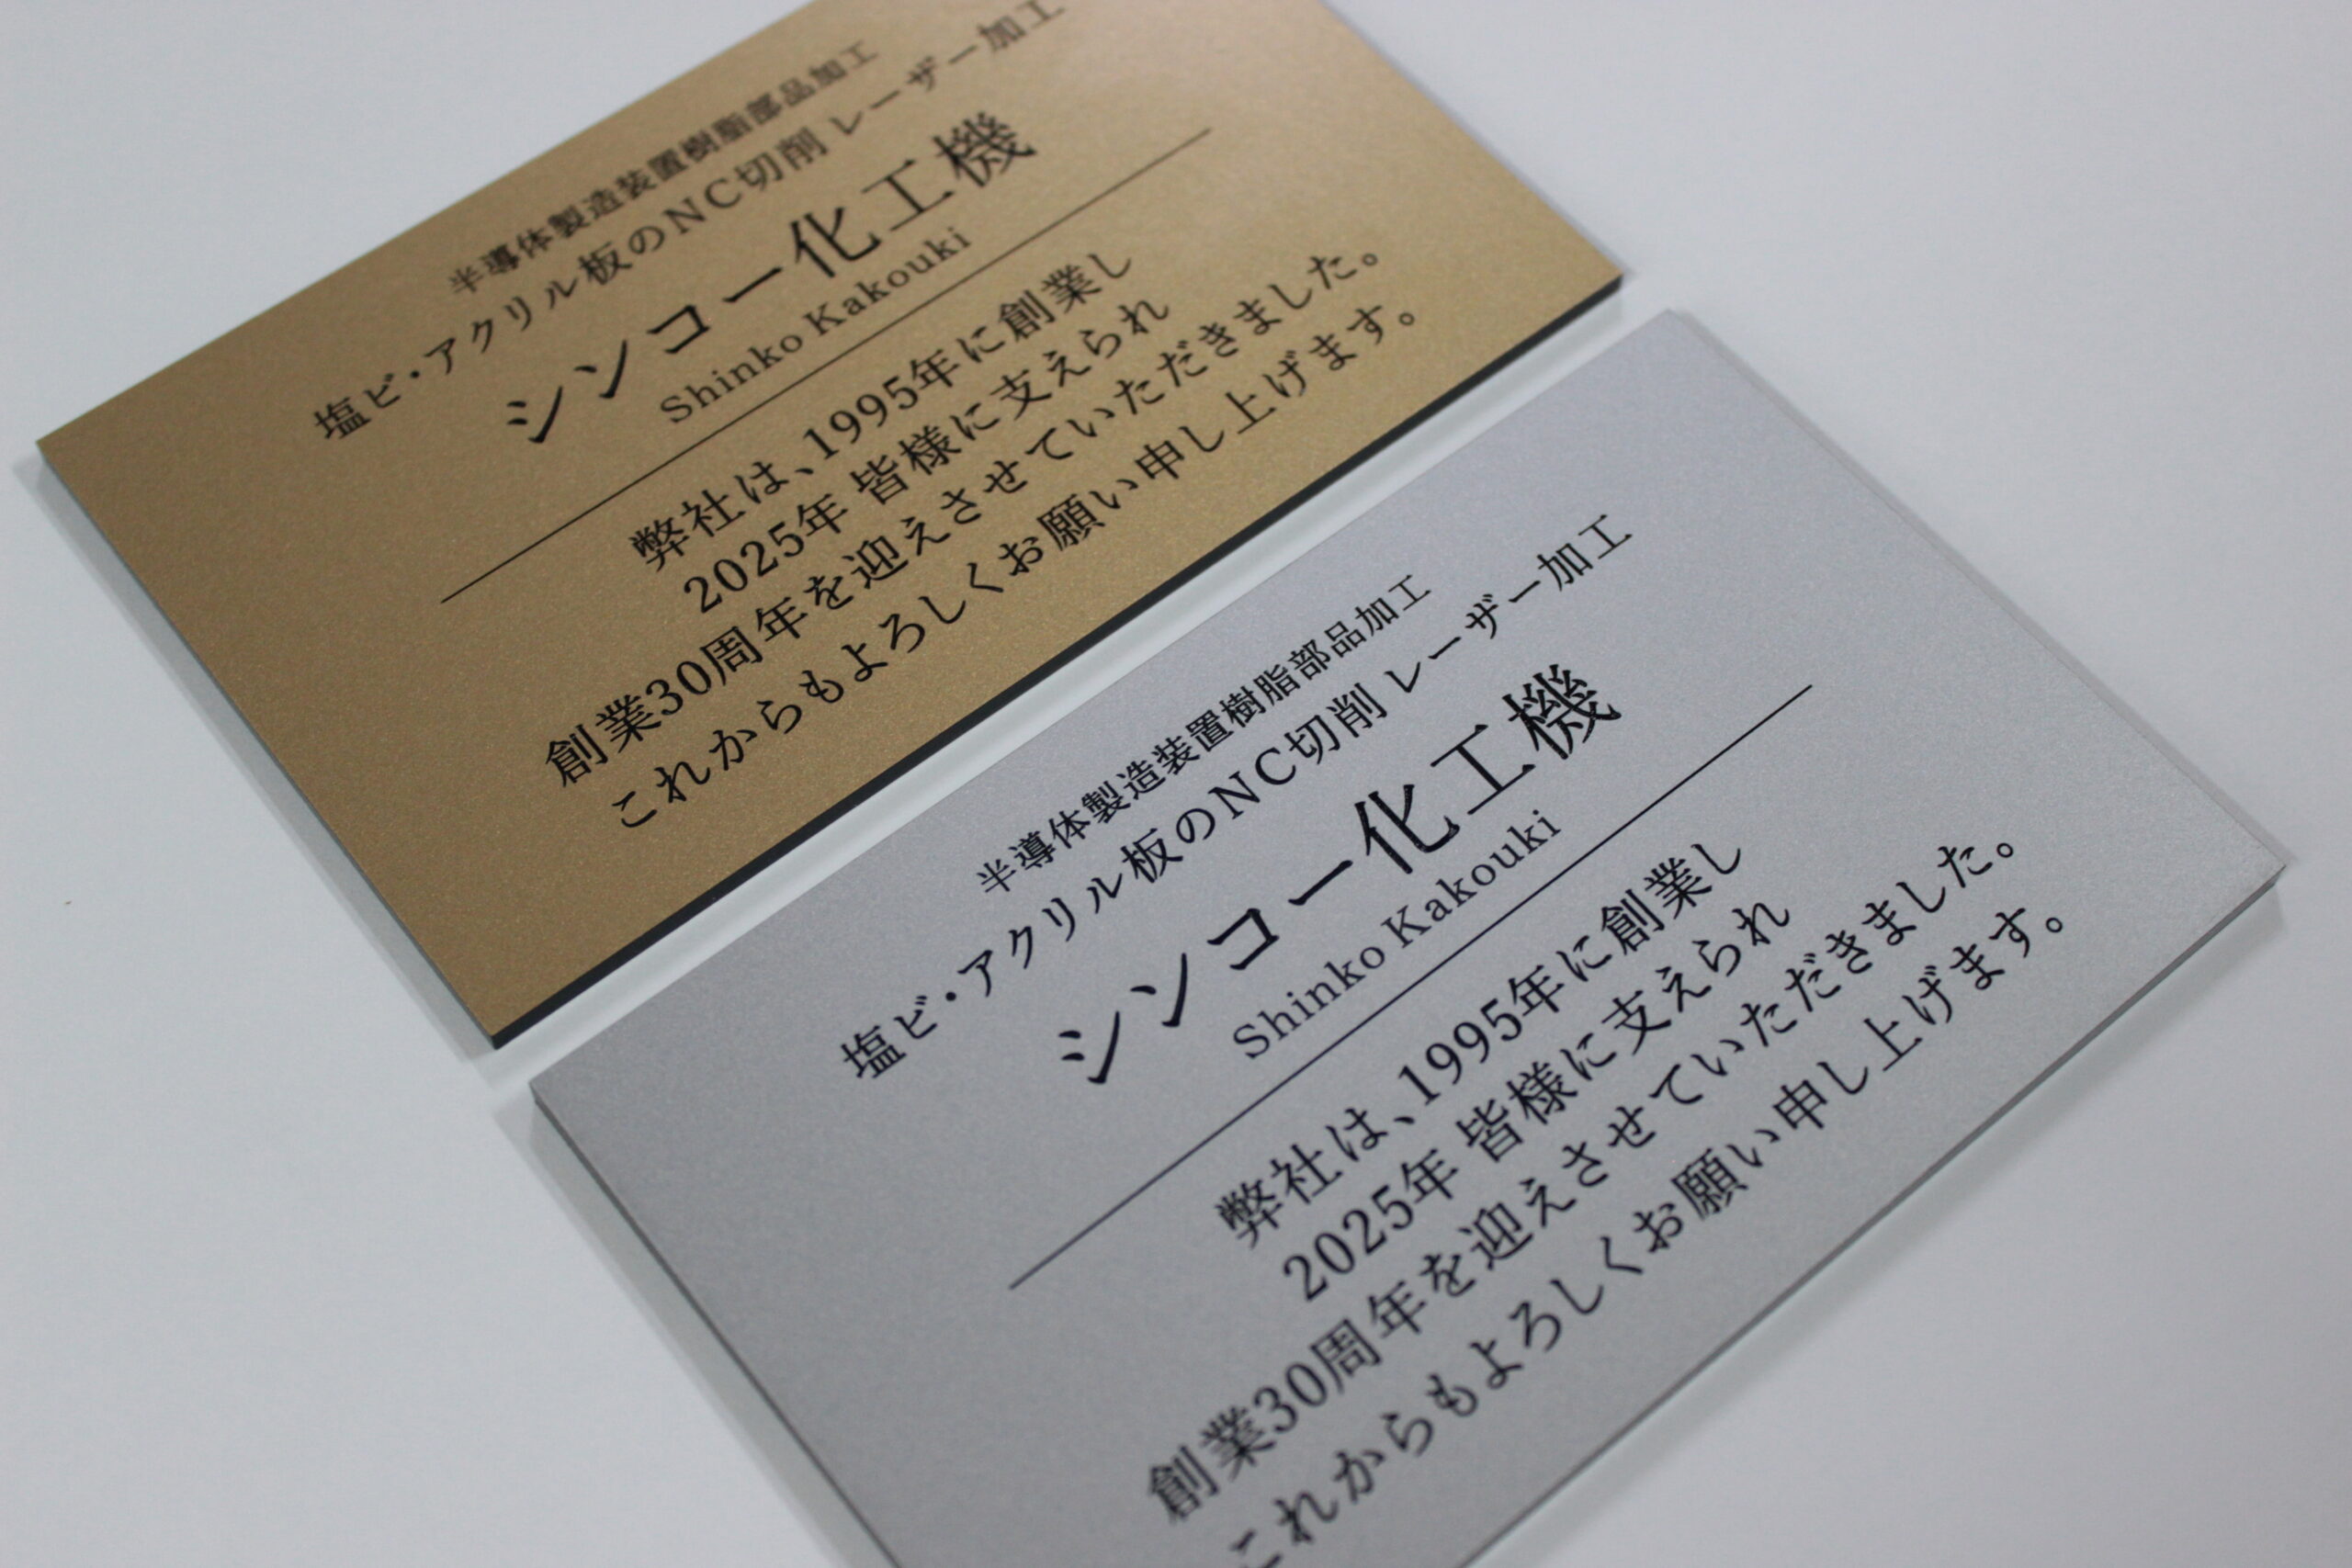 半導体製造装置樹脂部品加工
塩ビ・アクリル板のNC切削 レーザー加工
シンコー化工機
Shinko Kakouki
弊社は、1995年に創業し
2025年 皆様に支えられ
創業30周年を迎えさせていただきました。
これからもよろしくお願い申し上げます。
半導体製造装置樹脂部品加工
塩ビ・アクリル板のNC切削 レーザー加工
シンコー化工機
Shinko Kakouki
弊社は、1995年に創業し
2025年 皆様に支えられ
創業30周年を迎えさせていただきました。
これからもよろしくお願い申し上げます。